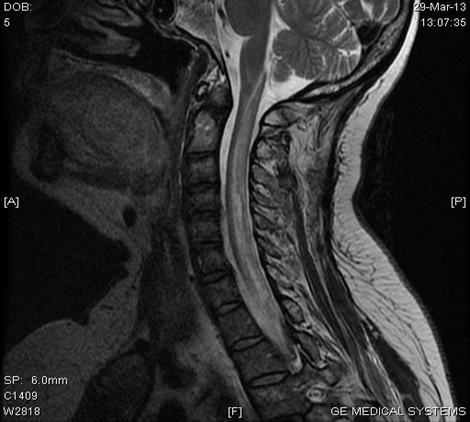 DOB:
29-Mar-13
5
13:07:35
[A]
[P]
SP: 6.0mm
C1409
W2818
[F]
GE MEDICAL SYSTEMS